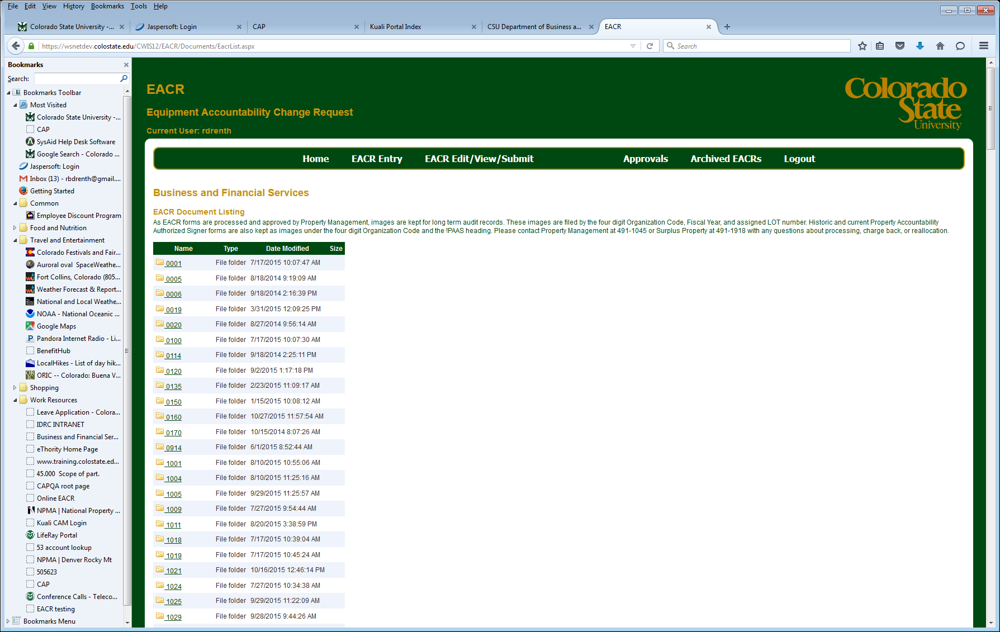 File Edit View History Bookmarks Tools Help
Colorado State University -...
Jaspersoft: Login
CAP
Kuali Portal Index
CSU Department of Business a...
EACR
https://wsnetdev.colostate.edu/CWIS12/EACR/Documents/EacrList.aspx
Search
Bookmarks
Search:
Bookmarks Toolbar
Most Visited
Colorado State University -...
CAP
SysAid Help Desk Software
Google Search - Colorado ...
Jaspersoft: Login
Inbox (13) - rbdrenth@gmail....
Getting Started
Common
Employee Discount Program
Food and Nutrition
Travel and Entertainment
Colorado Festivals and Fair...
Auroral oval SpaceWeathe...
Fort Collins, Colorado (805...
Weather Forecast & Report...
National and Local Weathe...
NOAA - National Oceanic ...
Google Maps
Pandora Internet Radio - Li...
BenefitHub
LocalHikes - List of day hik...
ORIC -- Colorado: Buena V...
Shopping
Work Resources
Leave Application - Colora...
IDRC INTRANET
Business and Financial Ser...
eThority Home Page
www.training.colostate.ed...
45.000 Scope of part.
CAPQA root page
Online EACR
NPMA | National Property ...
Kuali CAM Login
LifeRay Portal
53 account lookup
NPMA | Denver Rocky Mt
505623
CAP
Conference Calls - Teleco...
EACR testing
Bookmarks Menu
EACR
Equipment Accountability Change Request
Current User: rdrenth
Colorado
State
University
Home EACR Entry EACR Edit/View/Submit Approvals Archived EACRs Logout
Business and Financial Services
EACR Document Listing
As EACR forms are processed and approved by Property Management, images are kept for long term audit records. These images are filed by the four digit Organization Code, Fiscal Year, and assigned LOT number. Historic and current Property Accountability
Authorized Signer forms are also kept as images under the four digit Organization Code and the !PAAS heading. Please contact Property Management at 491-1045 or Surplus Property at 491-1918 with any questions about processing, charge back, or reallocation.
Name Type Date Modified Size
0001 File folder 7/17/2015 10:07:47 AM
0005 File folder 8/18/2014 9:19:09 AM
0006 File folder 9/18/2014 2:16:39 PM
0019 File folder 3/31/2015 12:09:25 PM
0020 File folder 8/27/2014 9:56:14 AM
0100 File folder 7/17/2015 10:07:30 AM
0114 File folder 9/18/2014 2:25:11 PM
0120 File folder 9/2/2015 1:17:18 PM
0135 File folder 2/23/2015 11:09:17 AM
0150 File folder 1/15/2015 10:08:12 AM
0160 File folder 10/27/2015 11:57:54 AM
0170 File folder 10/15/2014 8:07:26 AM
0914 File folder 6/1/2015 8:52:44 AM
1001 File folder 8/10/2015 10:55:06 AM
1004 File folder 8/10/2015 11:25:16 AM
1005 File folder 9/29/2015 11:25:57 AM
1009 File folder 7/27/2015 9:54:44 AM
1011 File folder 8/20/2015 3:38:59 PM
1018 File folder 7/17/2015 10:39:04 AM
1019 File folder 7/17/2015 10:45:24 AM
1021 File folder 10/16/2015 12:46:14 PM
1024 File folder 7/27/2015 10:34:38 AM
1025 File folder 9/29/2015 11:22:09 AM
1029 File folder 9/28/2015 9:44:26 AM